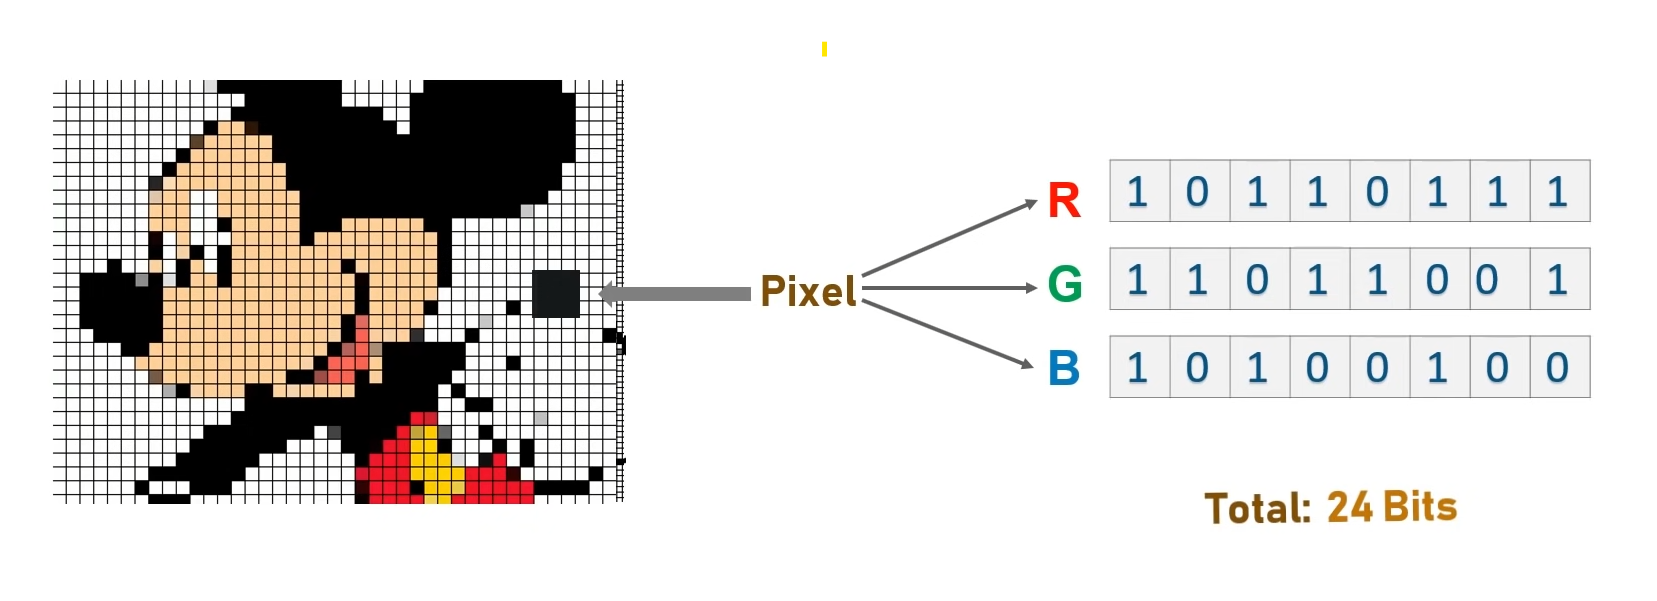 R 1 0 1 1 0 1 1 1
Pixel G 1 1 0 1 1 0 0 1
B 1 0 1 0 0 1 0 0
Total: 24 Bits